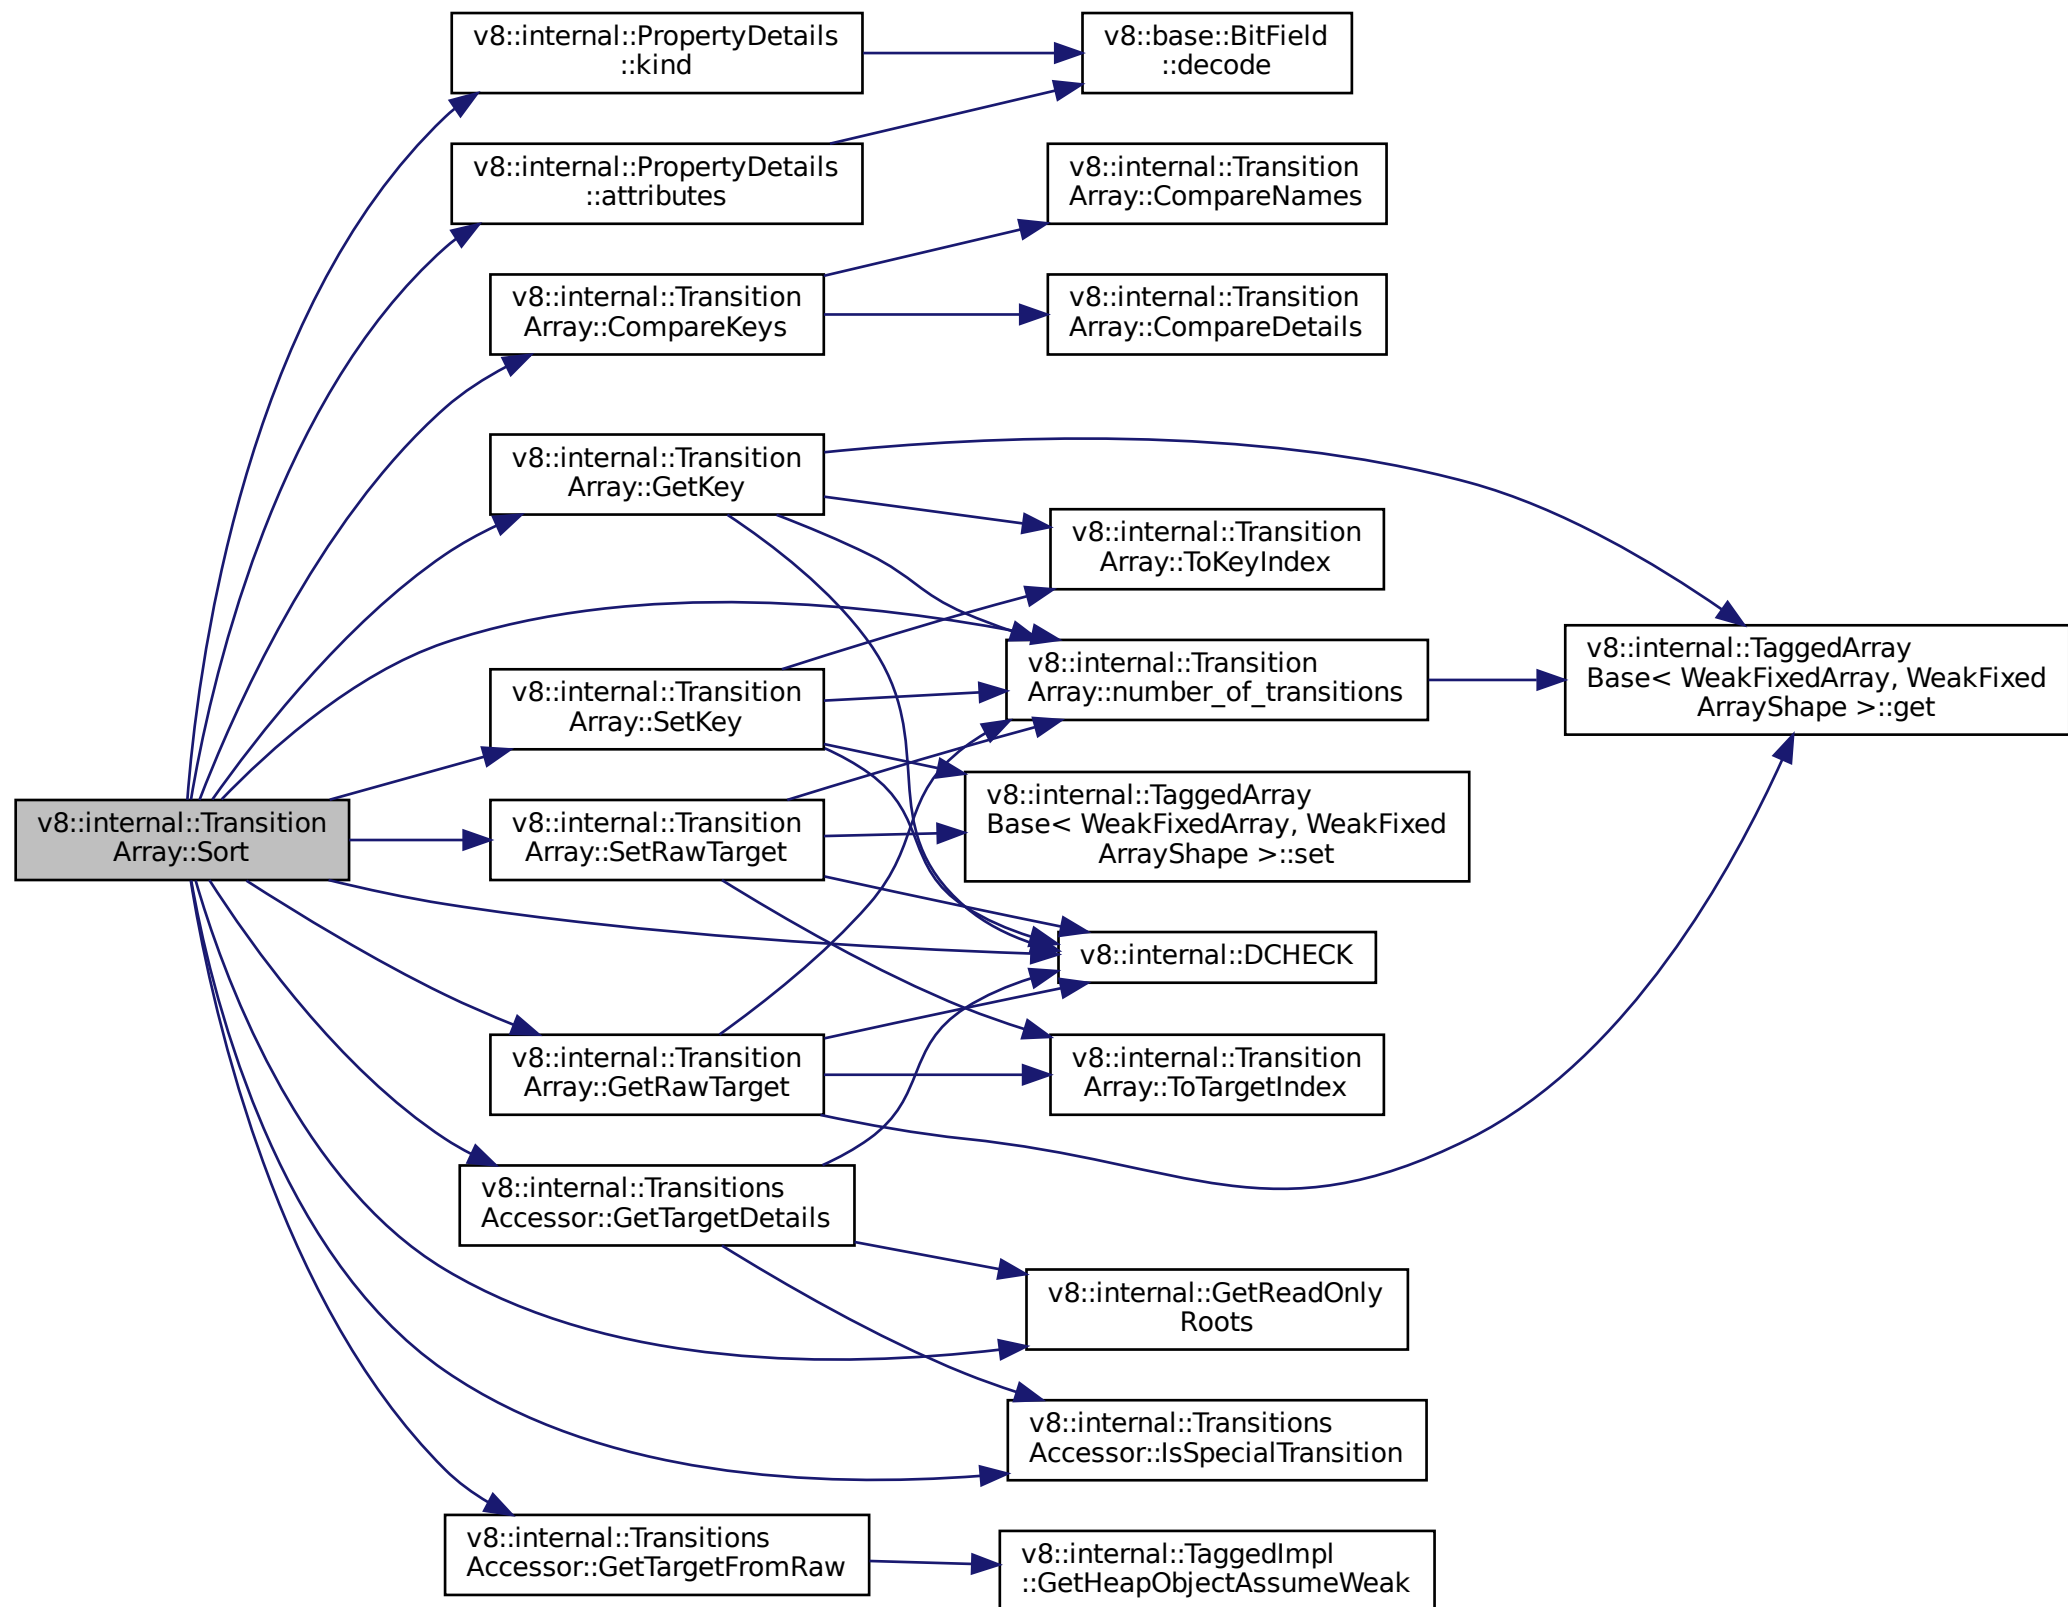 v8::internal::Transition
Array::Sort
v8::internal::PropertyDetails
::kind
v8::base::BitField
::decode
v8::internal::PropertyDetails
::attributes
v8::internal::Transition
Array::CompareKeys
v8::internal::Transition
Array::CompareNames
v8::internal::Transition
Array::CompareDetails
v8::internal::Transition
Array::GetKey
v8::internal::Transition
Array::ToKeyIndex
v8::internal::Transition
Array::number_of_transitions
v8::internal::TaggedArray
Base< WeakFixedArray, WeakFixed
ArrayShape >::get
v8::internal::Transition
Array::SetKey
v8::internal::TaggedArray
Base< WeakFixedArray, WeakFixed
ArrayShape >::set
v8::internal::Transition
Array::SetRawTarget
v8::internal::DCHECK
v8::internal::Transition
Array::GetRawTarget
v8::internal::Transition
Array::ToTargetIndex
v8::internal::Transitions
Accessor::GetTargetDetails
v8::internal::GetReadOnly
Roots
v8::internal::Transitions
Accessor::IsSpecialTransition
v8::internal::Transitions
Accessor::GetTargetFromRaw
v8::internal::TaggedImpl
::GetHeapObjectAssumeWeak